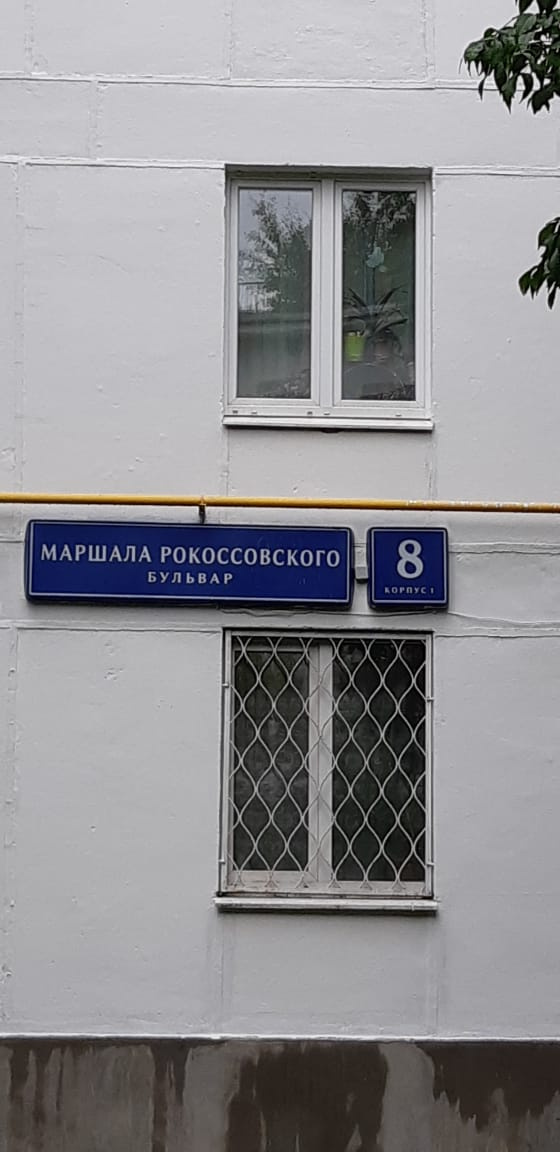 МАРШАЛА РОКОССОВСКОГО
БУЛЬВАР
8
КОРПУС 1